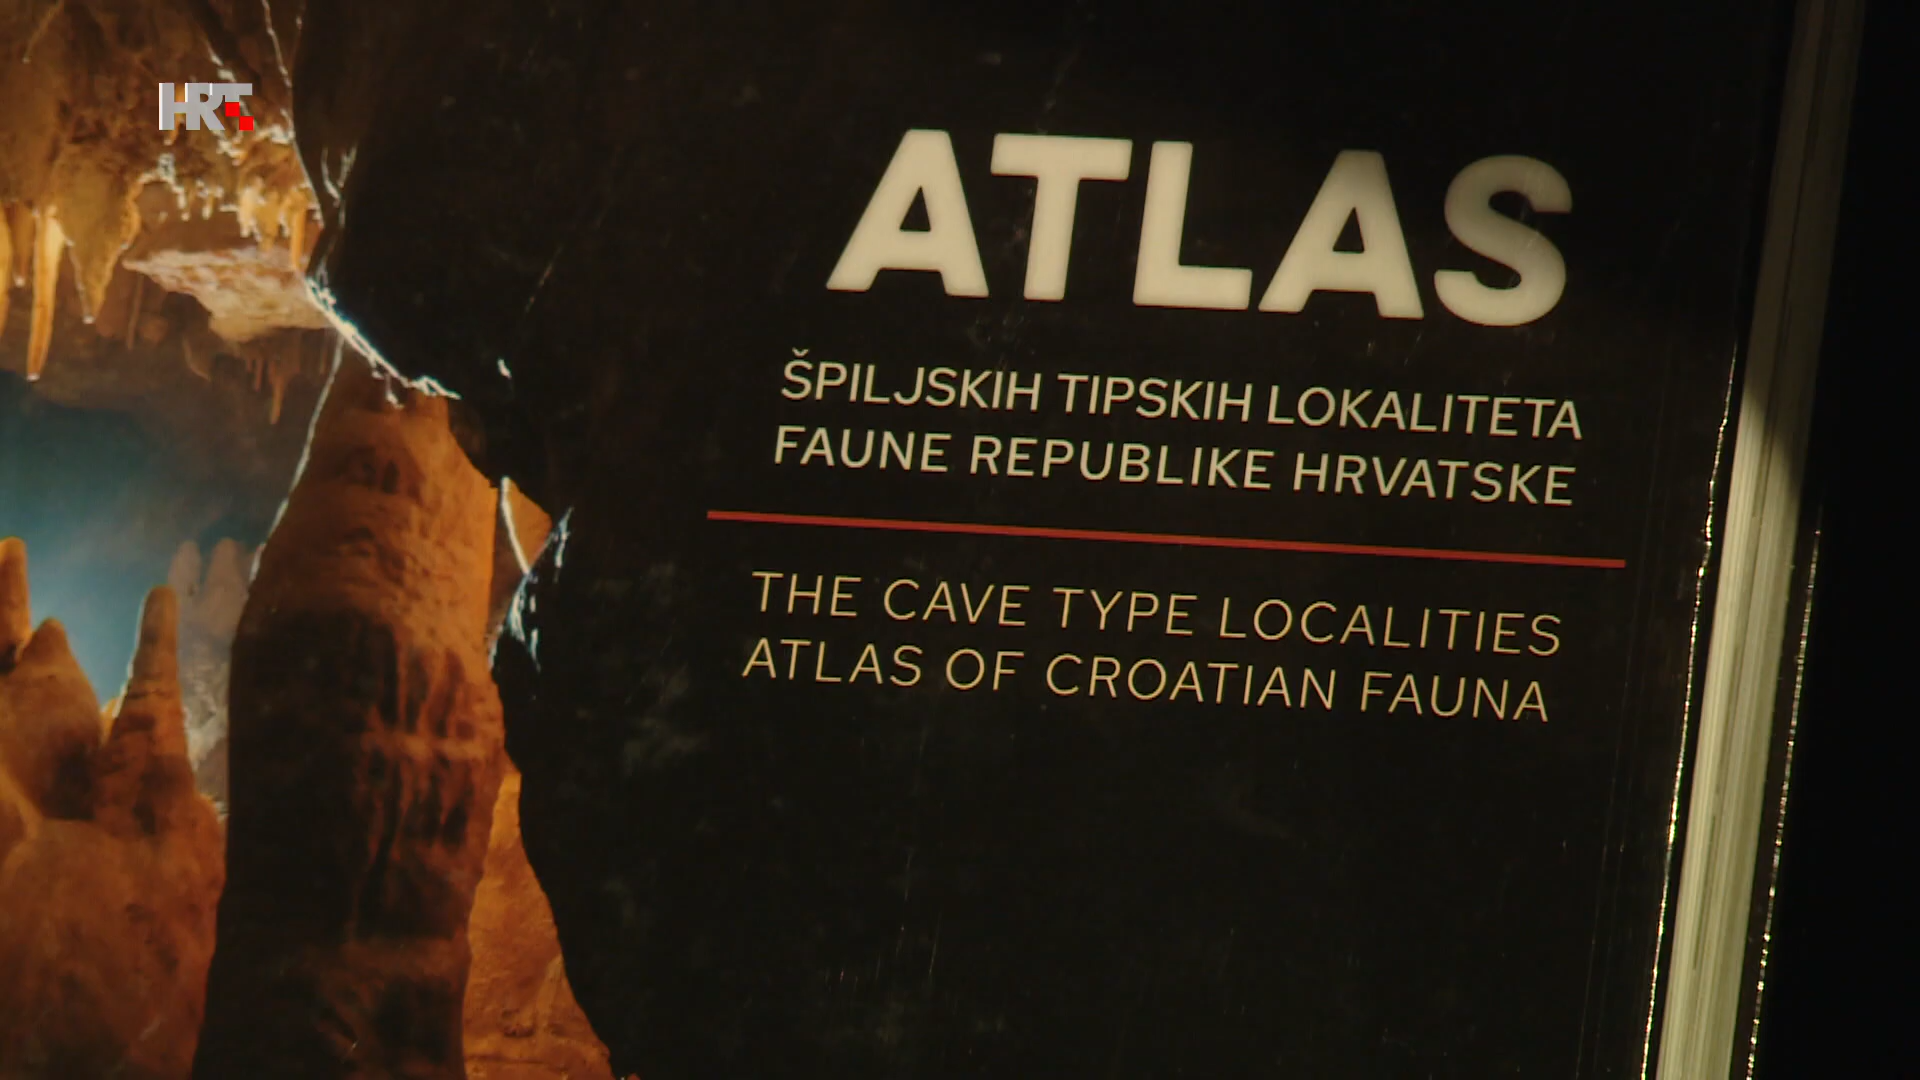 HRT
ATLAS
ŠPILJSKIH TIPSKIH LOKALITETA
FAUNE REPUBLIKE HRVATSKE
THE CAVE TYPE LOCALITIES
ATLAS OF CROATIAN FAUNA